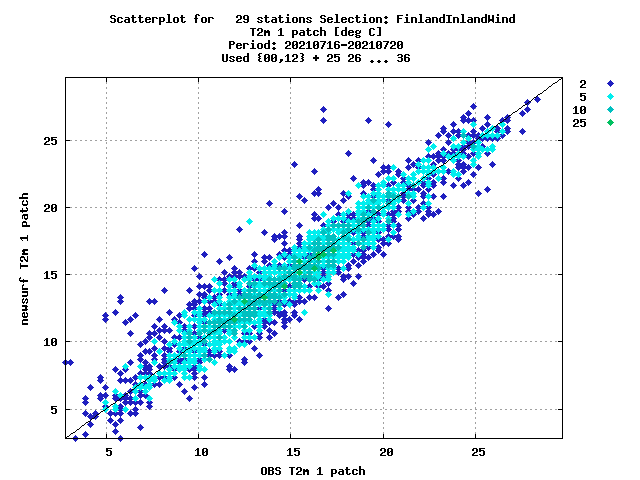 Scatterplot for   29 stations Selection: FinlandInlandWind
T2m 1 patch [deg C]
Period: 20210716-20210720
Used {00,12} + 25 26 ... 36
2
5
10
25
25
20
15
10
5
newsurf T2m 1 patch
5 10 15 20 25
OBS T2m 1 patch